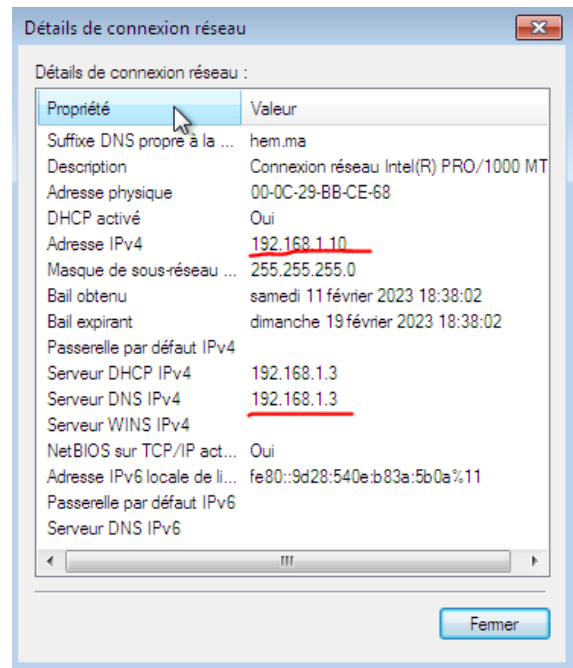 Détails de connexion réseau
Détails de connexion réseau :
Propriété Valeur
Suffixe DNS propre à la ... hem.ma
Description Connexion réseau Intel(R) PRO/1000 MT
Adresse physique 00-0C-29-BB-CE-68
DHCP activé Oui
Adresse IPv4 192.168.1.10
Masque de sous-réseau ... 255.255.255.0
Bail obtenu samedi 11 février 2023 18:38:02
Bail expirant dimanche 19 février 2023 18:38:02
Passerelle par défaut IPv4
Serveur DHCP IPv4 192.168.1.3
Serveur DNS IPv4 192.168.1.3
Serveur WINS IPv4
NetBIOS sur TCP/IP act... Oui
Adresse IPv6 locale de li... fe80::9d28:540e:b83a:5b0a%11
Passerelle par défaut IPv6
Serveur DNS IPv6
Fermer